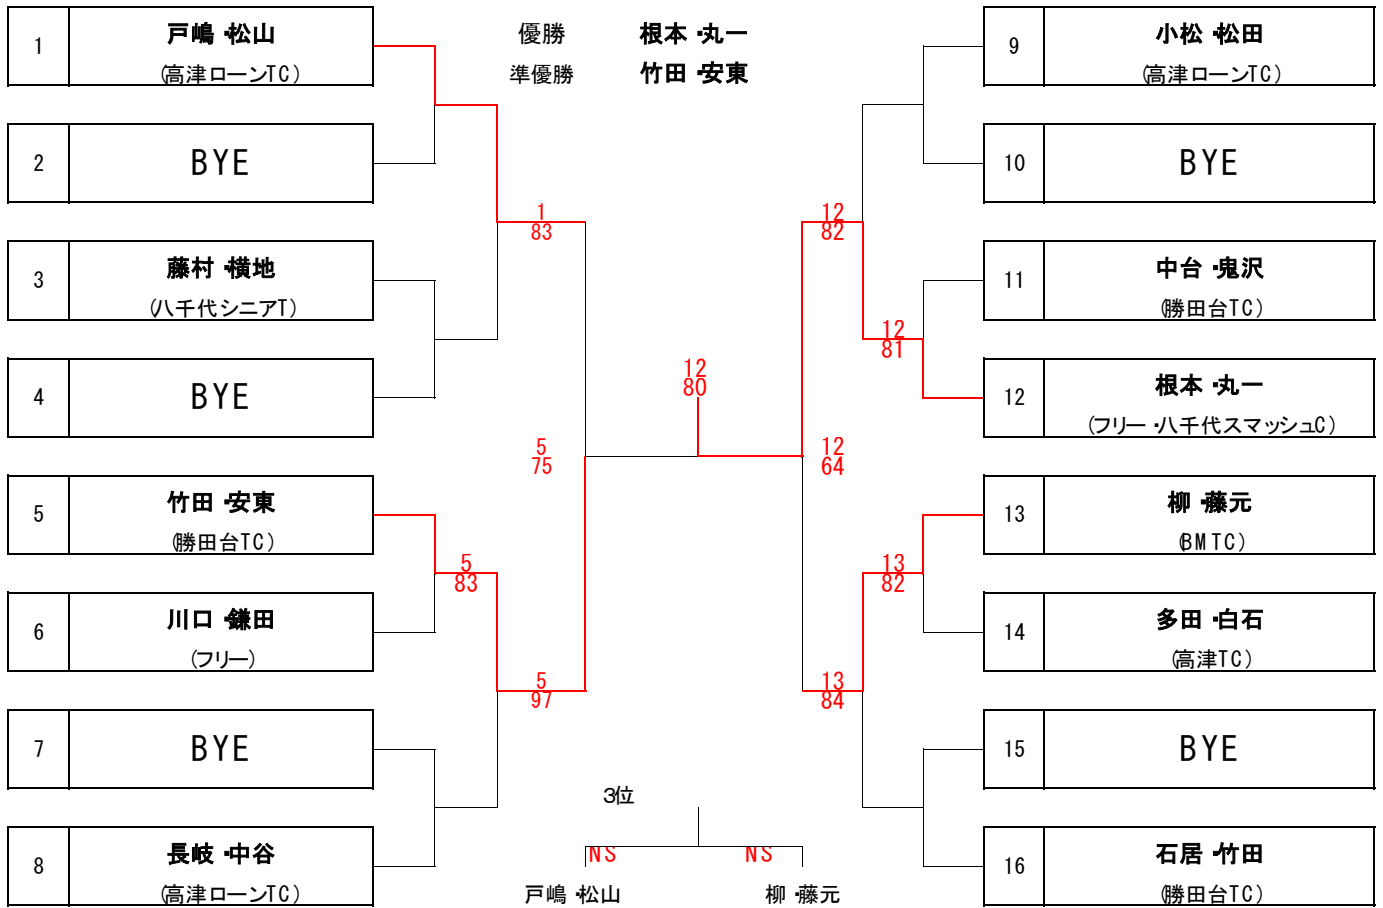 1
戸嶋・松山
(高津ローンTC)
2
BYE
3
藤村・横地
(八千代シニアT)
4
BYE
5
竹田・安東
(勝田台TC)
6
川口・鎌田
(フリー)
7
BYE
8
長岐・中谷
(高津ローンTC)
優勝 根本・丸一
準優勝 竹田・安東
1
83
5
75
5
83
5
97
12
80
12
82
12
81
12
64
13
82
13
84
3位
NS NS
戸嶋・松山 柳・藤元
9
小松・松田
(高津ローンTC)
10
BYE
11
中台・鬼沢
(勝田台TC)
12
根本・丸一
(フリー・八千代スマッシュC)
13
柳・藤元
(BMTC)
14
多田・白石
(高津TC)
15
BYE
16
石居・竹田
(勝田台TC)